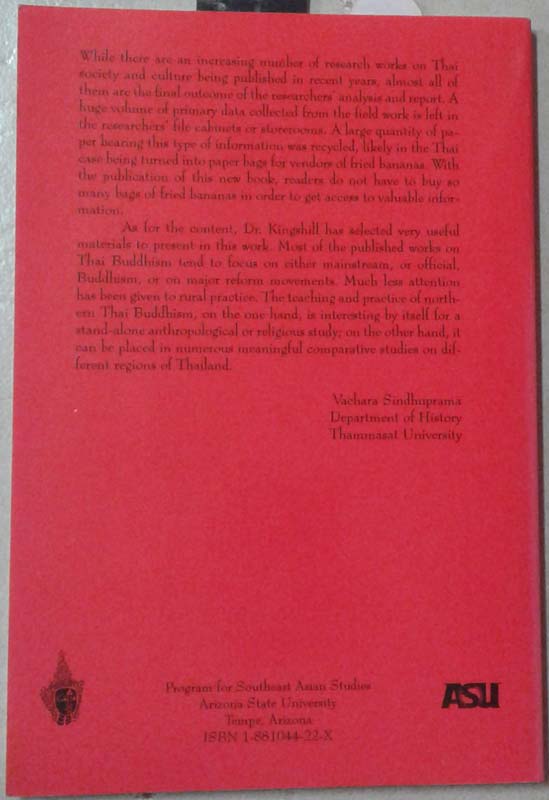 While there are an increasing number of research works on Thai
society and culture being published in recent years, almost all of
them are the final outcome of the researchers' analysis and report. A
huge volume of primary data collected from the field work is left in
the researchers' file cabinets or storerooms. A large quantity of pa-
per bearing this type of information was recycled, likely in the Thai
case being turned into paper bags for vendors of fried bananas. With
the publication of this new book, readers do not have to buy so
many bags of fried bananas in order to get access to valuable infor-
mation.
As for the content, Dr. Kingshill has selected very useful
materials to present in this work. Most of the published works on
Thai Buddhism tend to focus on either mainstream, or official,
Buddhism, or on major reform movements. Much less attention
has been given to rural practice. The teaching and practice of north-
ern Thai Buddhism, on the one hand, is interesting by itself for a
stand-alone anthropological or religious study; on the other hand, it
can be placed in numerous meaningful comparative studies on dif-
ferent regions of Thailand.
Vachara Sindhuprama
Department of History
Thammasat University
Program for Southeast Asian Studies
Arizona State University
Tempe, Arizona
ISBN 1-881044-22-X
ASU